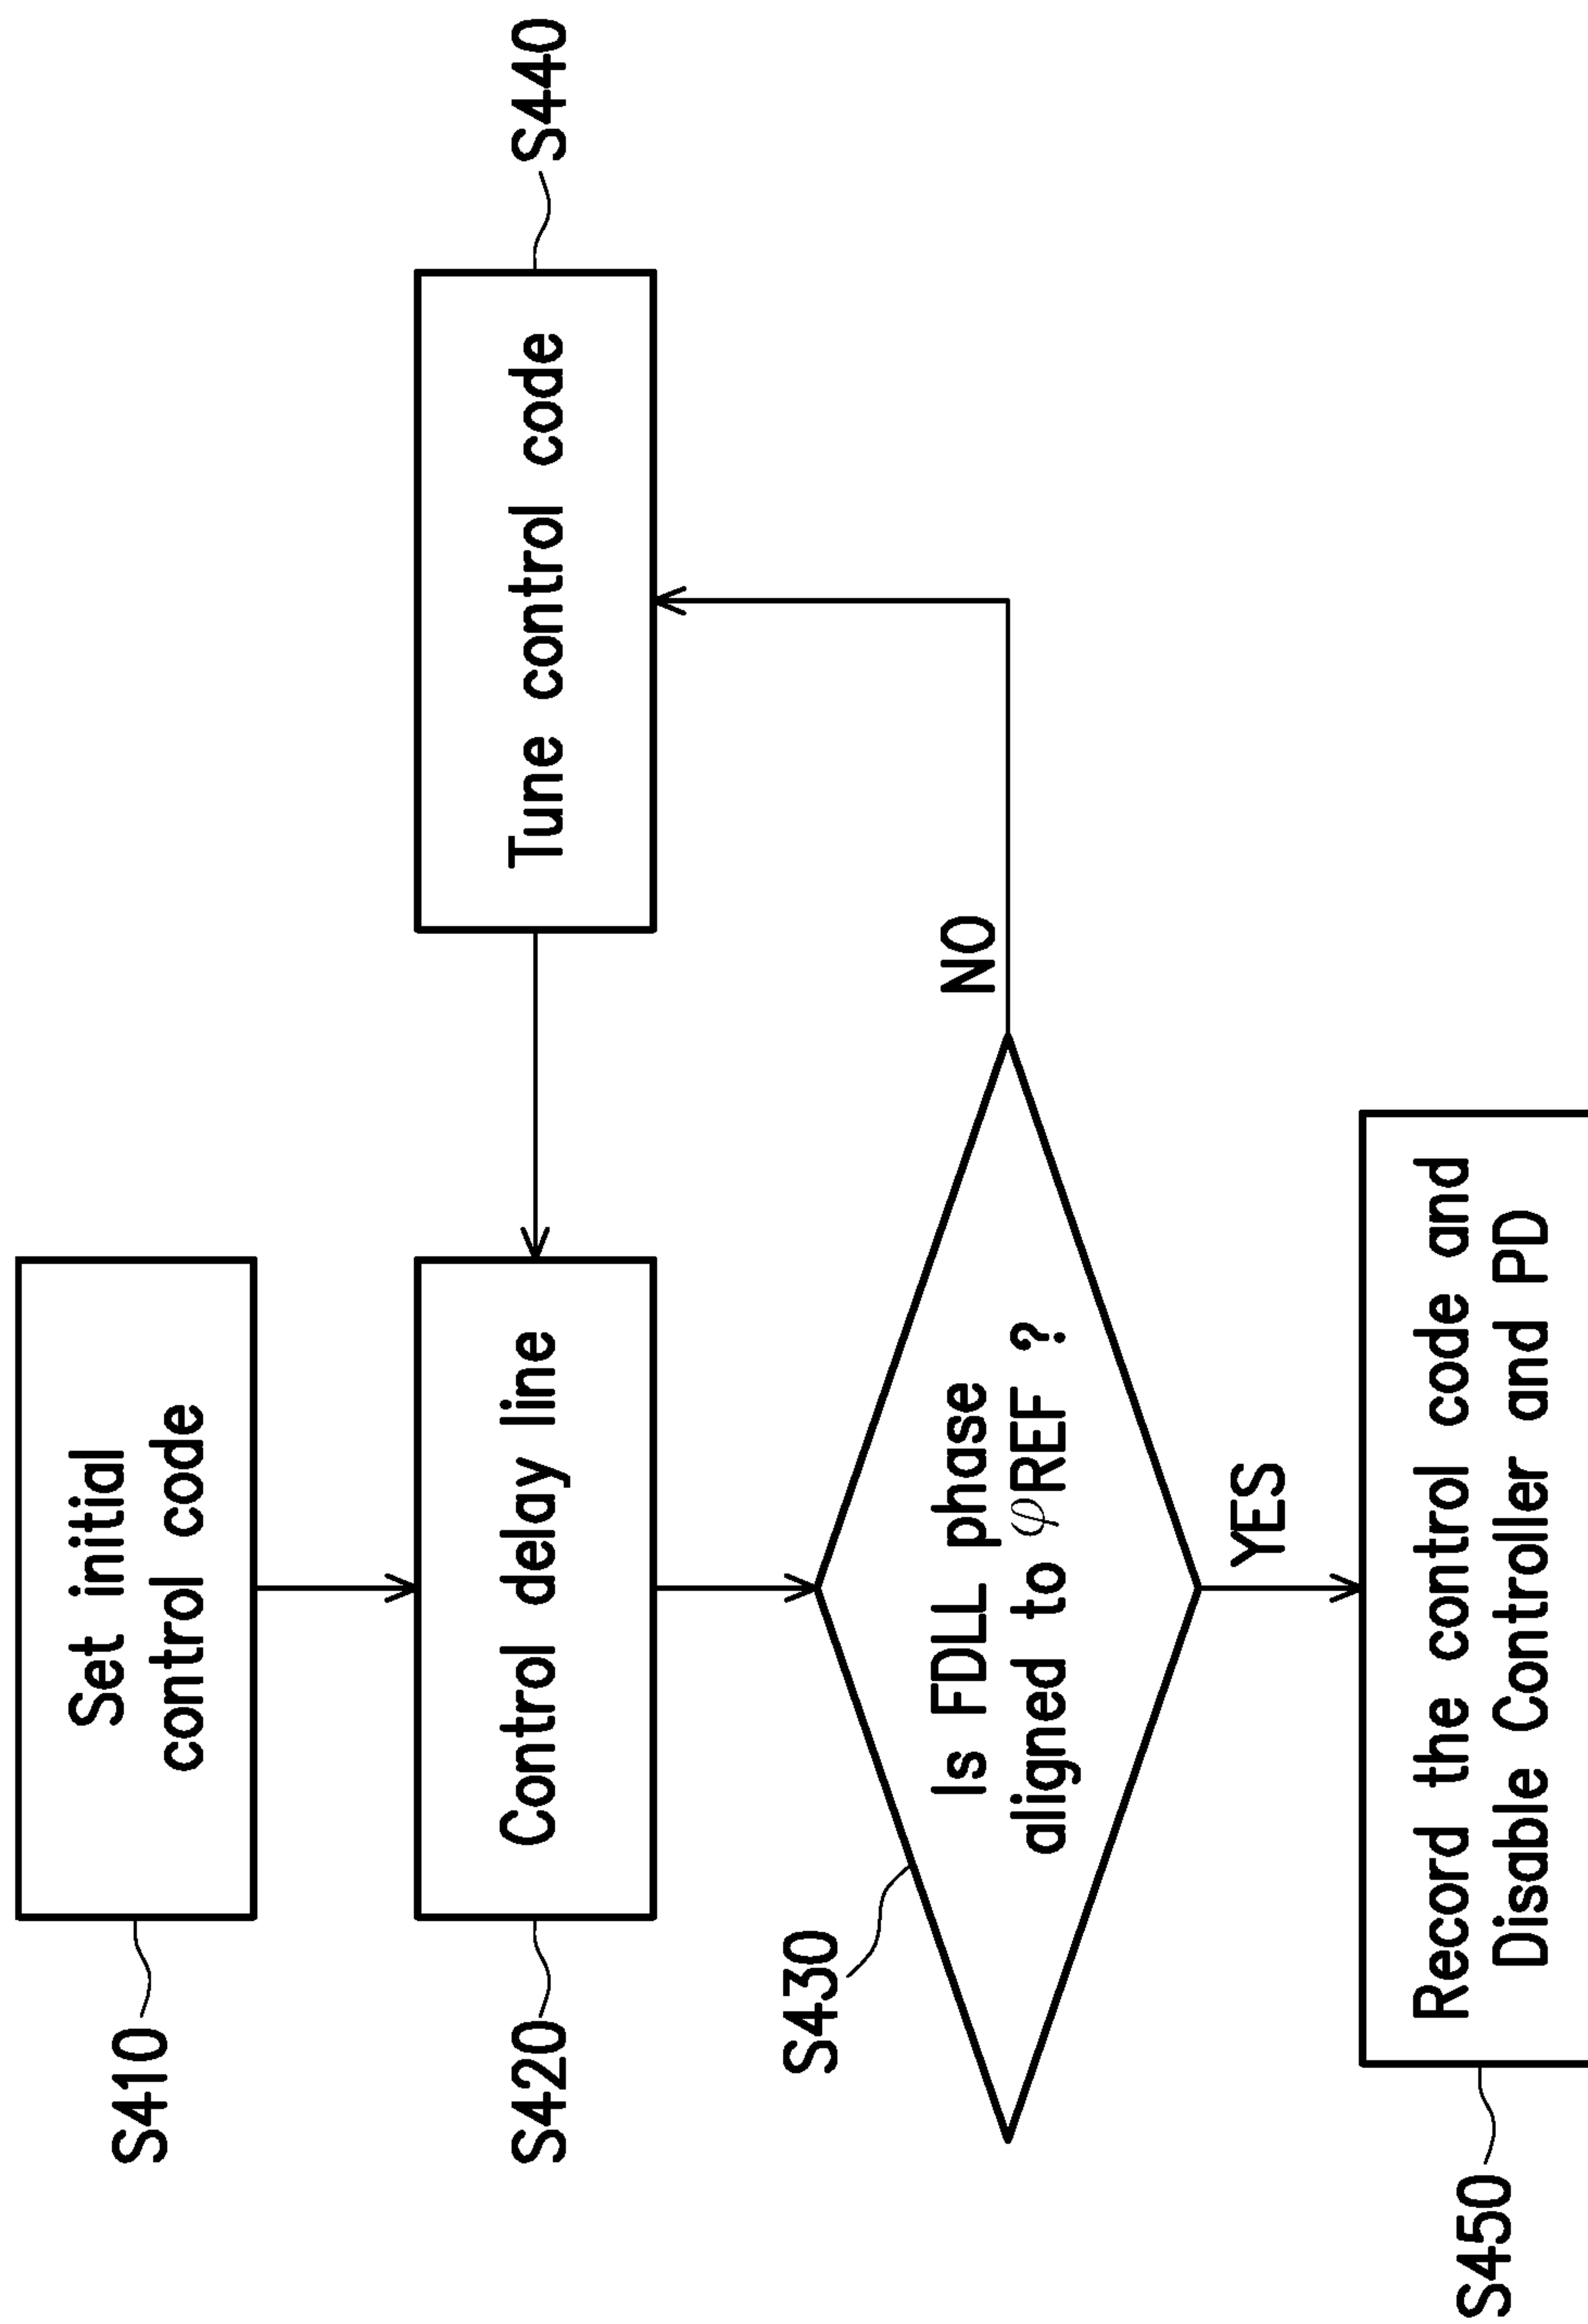 S410
Set initial
control code
S420
Control delay line
Tune control code
S440
S430
Is FDLL phase
aligned to φREF ?
NO
YES
S450
Record the control code and
Disable Controller and PD